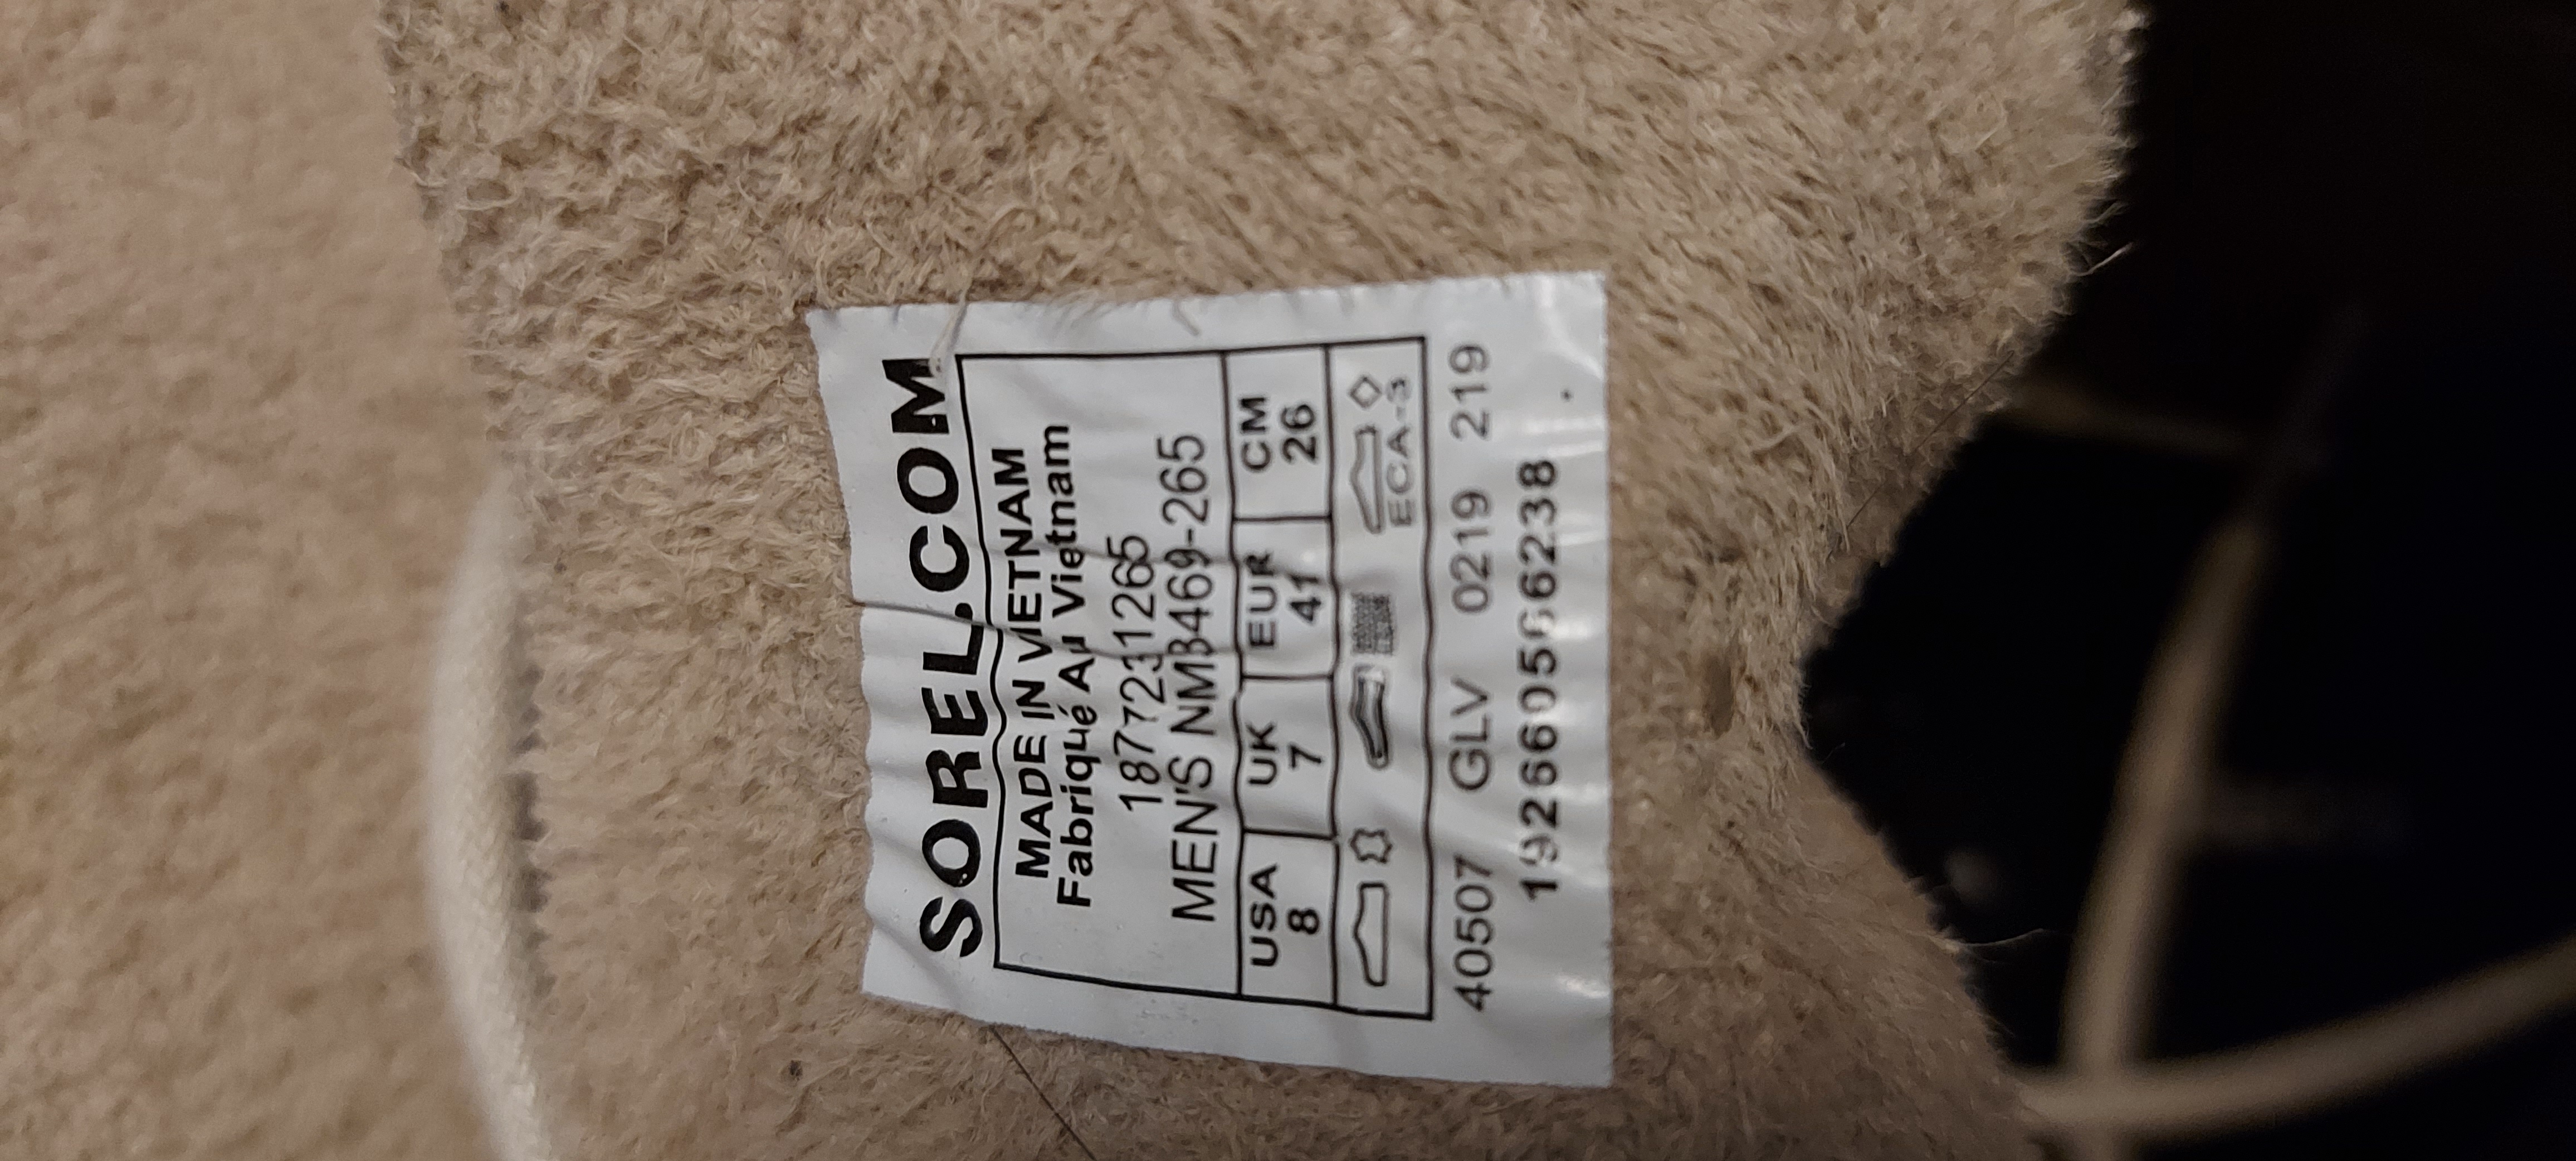 SOREL.COM
MADE IN VIETNAM
Fabriqué Au Vietnam
1877231265
MEN'S NM3469-265
USA UK EUR CM
8 7 41 26
ECA-3
40507 GLV 0219 219
192660566238